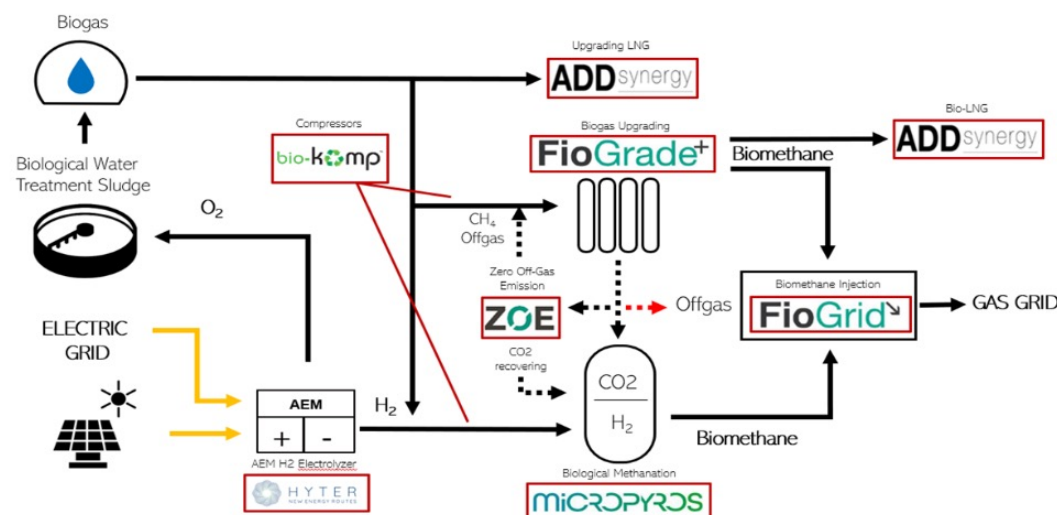 Biogas
Upgrading LNG
ADDsynergy
Bio-LNG
ADDsynergy
Compressors
bio-komp™
Biogas Upgrading
FioGrade+
Biomethane
Biological Water
Treatment Sludge
O2
CH4
Offgas
Zero Off-Gas
Emission
ZOE
Offgas
Biomethane Injection
FioGrid
GAS GRID
ELECTRIC
GRID
CO2
recovering
CO2
H2
AEM
+ -
H2
Biomethane
AEM H2 Electrolyzer
HYTER
NEW ENERGY ROUTES
Biological Methanation
MiCROPYROS